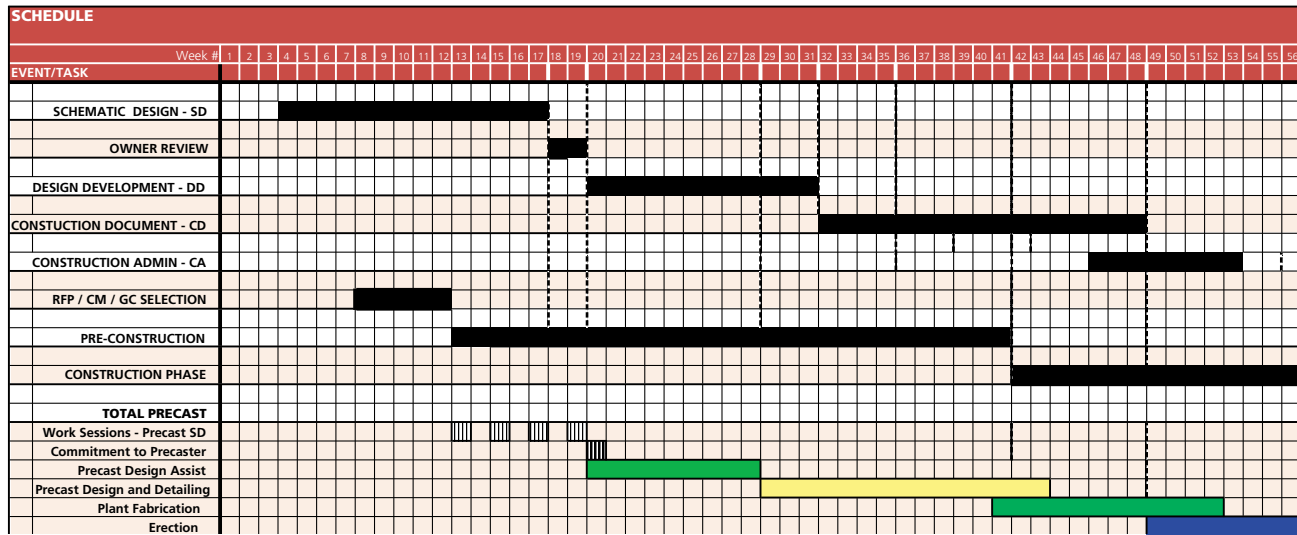 SCHEDULE
Week # 1 2 3 4 5 6 7 8 9 10 11 12 13 14 15 16 17 18 19 20 21 22 23 24 25 26 27 28 29 30 31 32 33 34 35 36 37 38 39 40 41 42 43 44 45 46 47 48 49 50 51 52 53 54 55 56
EVENT/TASK
SCHEMATIC DESIGN - SD
OWNER REVIEW
DESIGN DEVELOPMENT - DD
CONSTUCTION DOCUMENT - CD
CONSTRUCTION ADMIN - CA
RFP / CM / GC SELECTION
PRE-CONSTRUCTION
CONSTRUCTION PHASE
TOTAL PRECAST
Work Sessions - Precast SD
Commitment to Precaster
Precast Design Assist
Precast Design and Detailing
Plant Fabrication
Erection